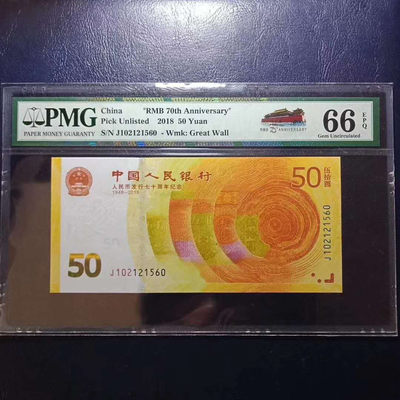 PMG
PAPER MONEY GUARANTY
China "RMB 70th Anniversary"
Pick Unlisted 2018 50 Yuan
S/N J102121560 - Wmk: Great Wall
66 EPQ
Gem Uncirculated
中国人民银行
人民币发行七十周年纪念
1948-2018
50 伍拾圆
J102121560
50
J102121560